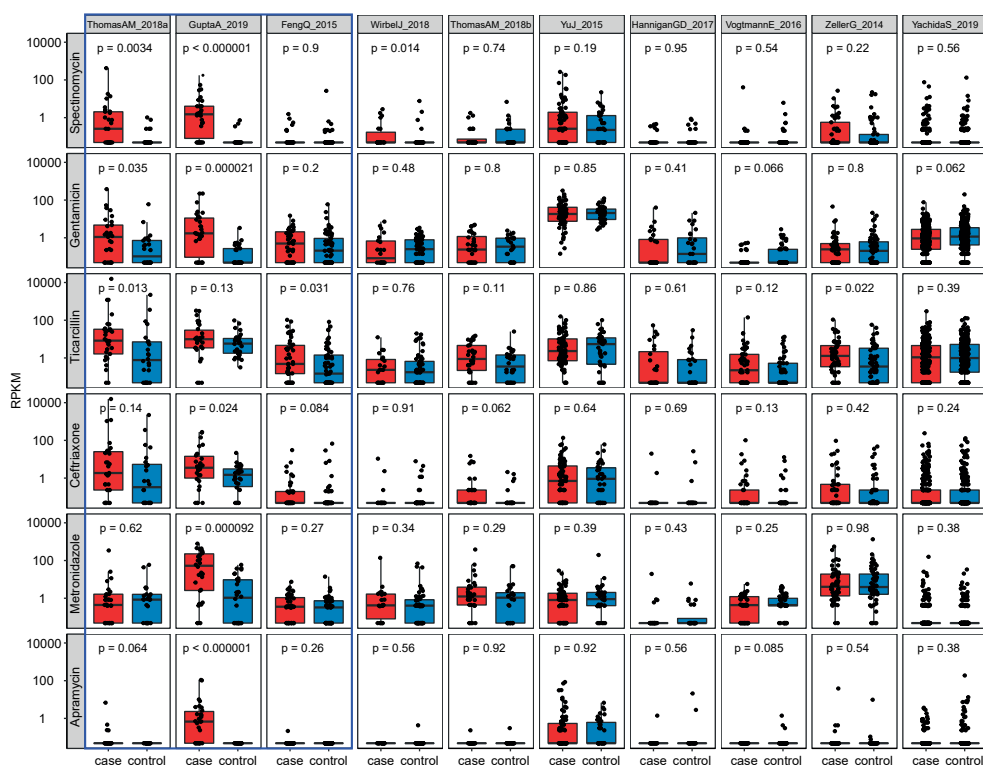 ThomasAM_2018a GuptaA_2019 FengQ_2015 WirbelJ_2018 ThomasAM_2018b YuJ_2015 HanniganGD_2017 VogtmannE_2016 ZellerG_2014 YachidaS_2019
RPKM
Spectinomycin
10000
100
1
p = 0.0034 p < 0.000001 p = 0.9 p = 0.014 p = 0.74 p = 0.19 p = 0.95 p = 0.54 p = 0.22 p = 0.56
Gentamicin
10000
100
1
p = 0.035 p = 0.000021 p = 0.2 p = 0.48 p = 0.8 p = 0.85 p = 0.41 p = 0.066 p = 0.8 p = 0.062
Ticarcillin
10000
100
1
p = 0.013 p = 0.13 p = 0.031 p = 0.76 p = 0.11 p = 0.86 p = 0.61 p = 0.12 p = 0.022 p = 0.39
Ceftriaxone
10000
100
1
p = 0.14 p = 0.024 p = 0.084 p = 0.91 p = 0.062 p = 0.64 p = 0.69 p = 0.13 p = 0.42 p = 0.24
Metronidazole
10000
100
1
p = 0.62 p = 0.000092 p = 0.27 p = 0.34 p = 0.29 p = 0.39 p = 0.43 p = 0.25 p = 0.98 p = 0.38
Apramycin
10000
100
1
p = 0.064 p < 0.000001 p = 0.26 p = 0.56 p = 0.92 p = 0.92 p = 0.56 p = 0.085 p = 0.54 p = 0.38
case control case control case control case control case control case control case control case control case control case control